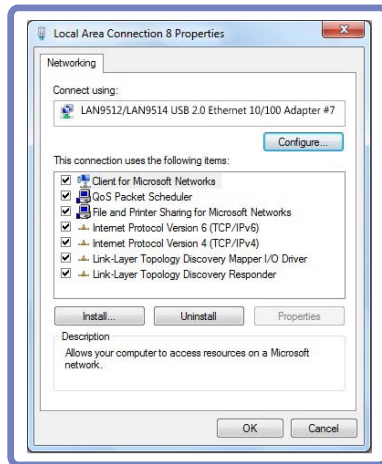 Local Area Connection 8 Properties
Networking
Connect using:
LAN9512/LAN9514 USB 2.0 Ethernet 10/100 Adapter #7
Configure...
This connection uses the following items:
Client for Microsoft Networks
QoS Packet Scheduler
File and Printer Sharing for Microsoft Networks
Internet Protocol Version 6 (TCP/IPv6)
Internet Protocol Version 4 (TCP/IPv4)
Link-Layer Topology Discovery Mapper I/O Driver
Link-Layer Topology Discovery Responder
Install... Uninstall Properties
Description
Allows your computer to access resources on a Microsoft
network.
OK Cancel